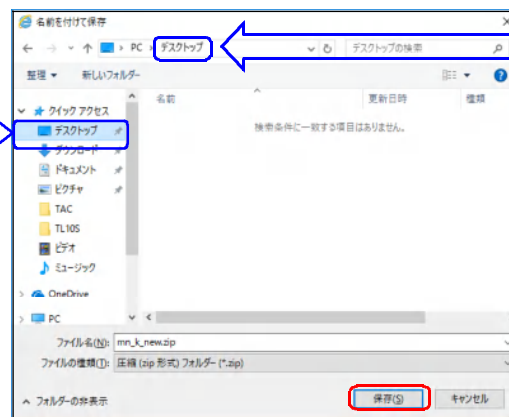 名前を付けて保存
PC › デスクトップ
デスクトップの検索
整理 ▼ 新しいフォルダー
クイック アクセス
名前 更新日時 種類
検索条件に一致する項目はありません。
デスクトップ
ダウンロード
ドキュメント
ピクチャ
TAC
TL10S
ビデオ
ミュージック
OneDrive
PC
ファイル名(N): mn_k_new.zip
ファイルの種類(T): 圧縮 (zip 形式) フォルダー (*.zip)
フォルダーの非表示 保存(S) キャンセル